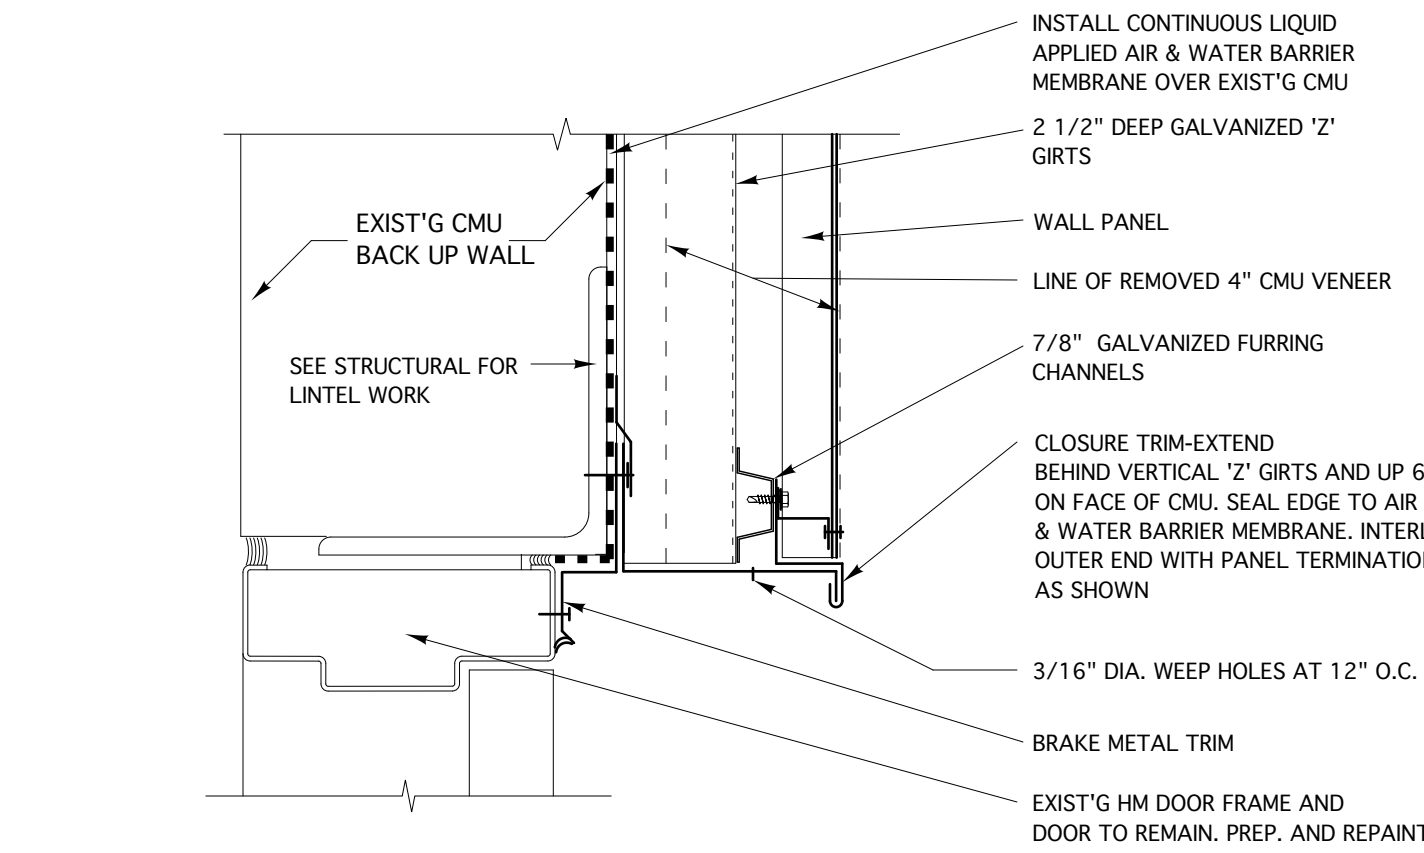 INSTALL CONTINUOUS LIQUID
APPLIED AIR & WATER BARRIER
MEMBRANE OVER EXIST'G CMU
2 1/2" DEEP GALVANIZED 'Z'
GIRTS
WALL PANEL
LINE OF REMOVED 4" CMU VENEER
7/8" GALVANIZED FURRING
CHANNELS
CLOSURE TRIM-EXTEND
BEHIND VERTICAL 'Z' GIRTS AND UP 6
ON FACE OF CMU. SEAL EDGE TO AIR
& WATER BARRIER MEMBRANE.
OUTER END WITH PANEL
AS SHOWN
3/16" DIA. WEEP HOLES AT 12" O.C.
BRAKE METAL TRIM
EXIST'G HM DOOR FRAME AND
DOOR TO REMAIN. PREP. AND REPAINT
EXIST'G CMU
BACK UP WALL
SEE STRUCTURAL FOR
LINTEL WORK